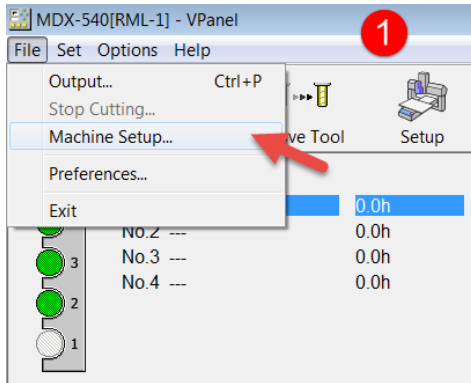 MDX-540[RML-1] - VPanel
1
File Set Options Help
Output... Ctrl+P
Stop Cutting...
Machine Setup...
ve Tool
Setup
Preferences...
Exit
0.0h
No.2 --- 0.0h
3 No.3 --- 0.0h
No.4 --- 0.0h
2
1